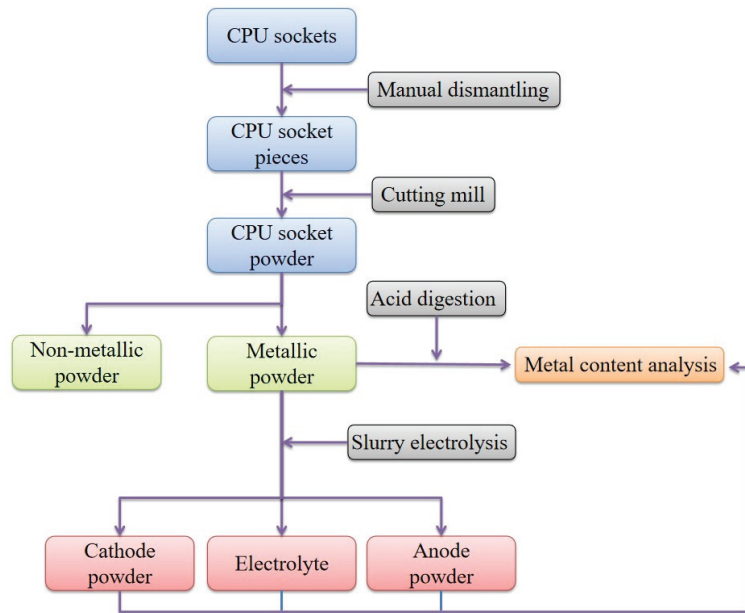 CPU sockets
Manual dismantling
CPU socket
pieces
Cutting mill
CPU socket
powder
Acid digestion
Non-metallic
powder
Metallic
powder
Metal content analysis
Slurry electrolysis
Cathode
powder
Electrolyte
Anode
powder